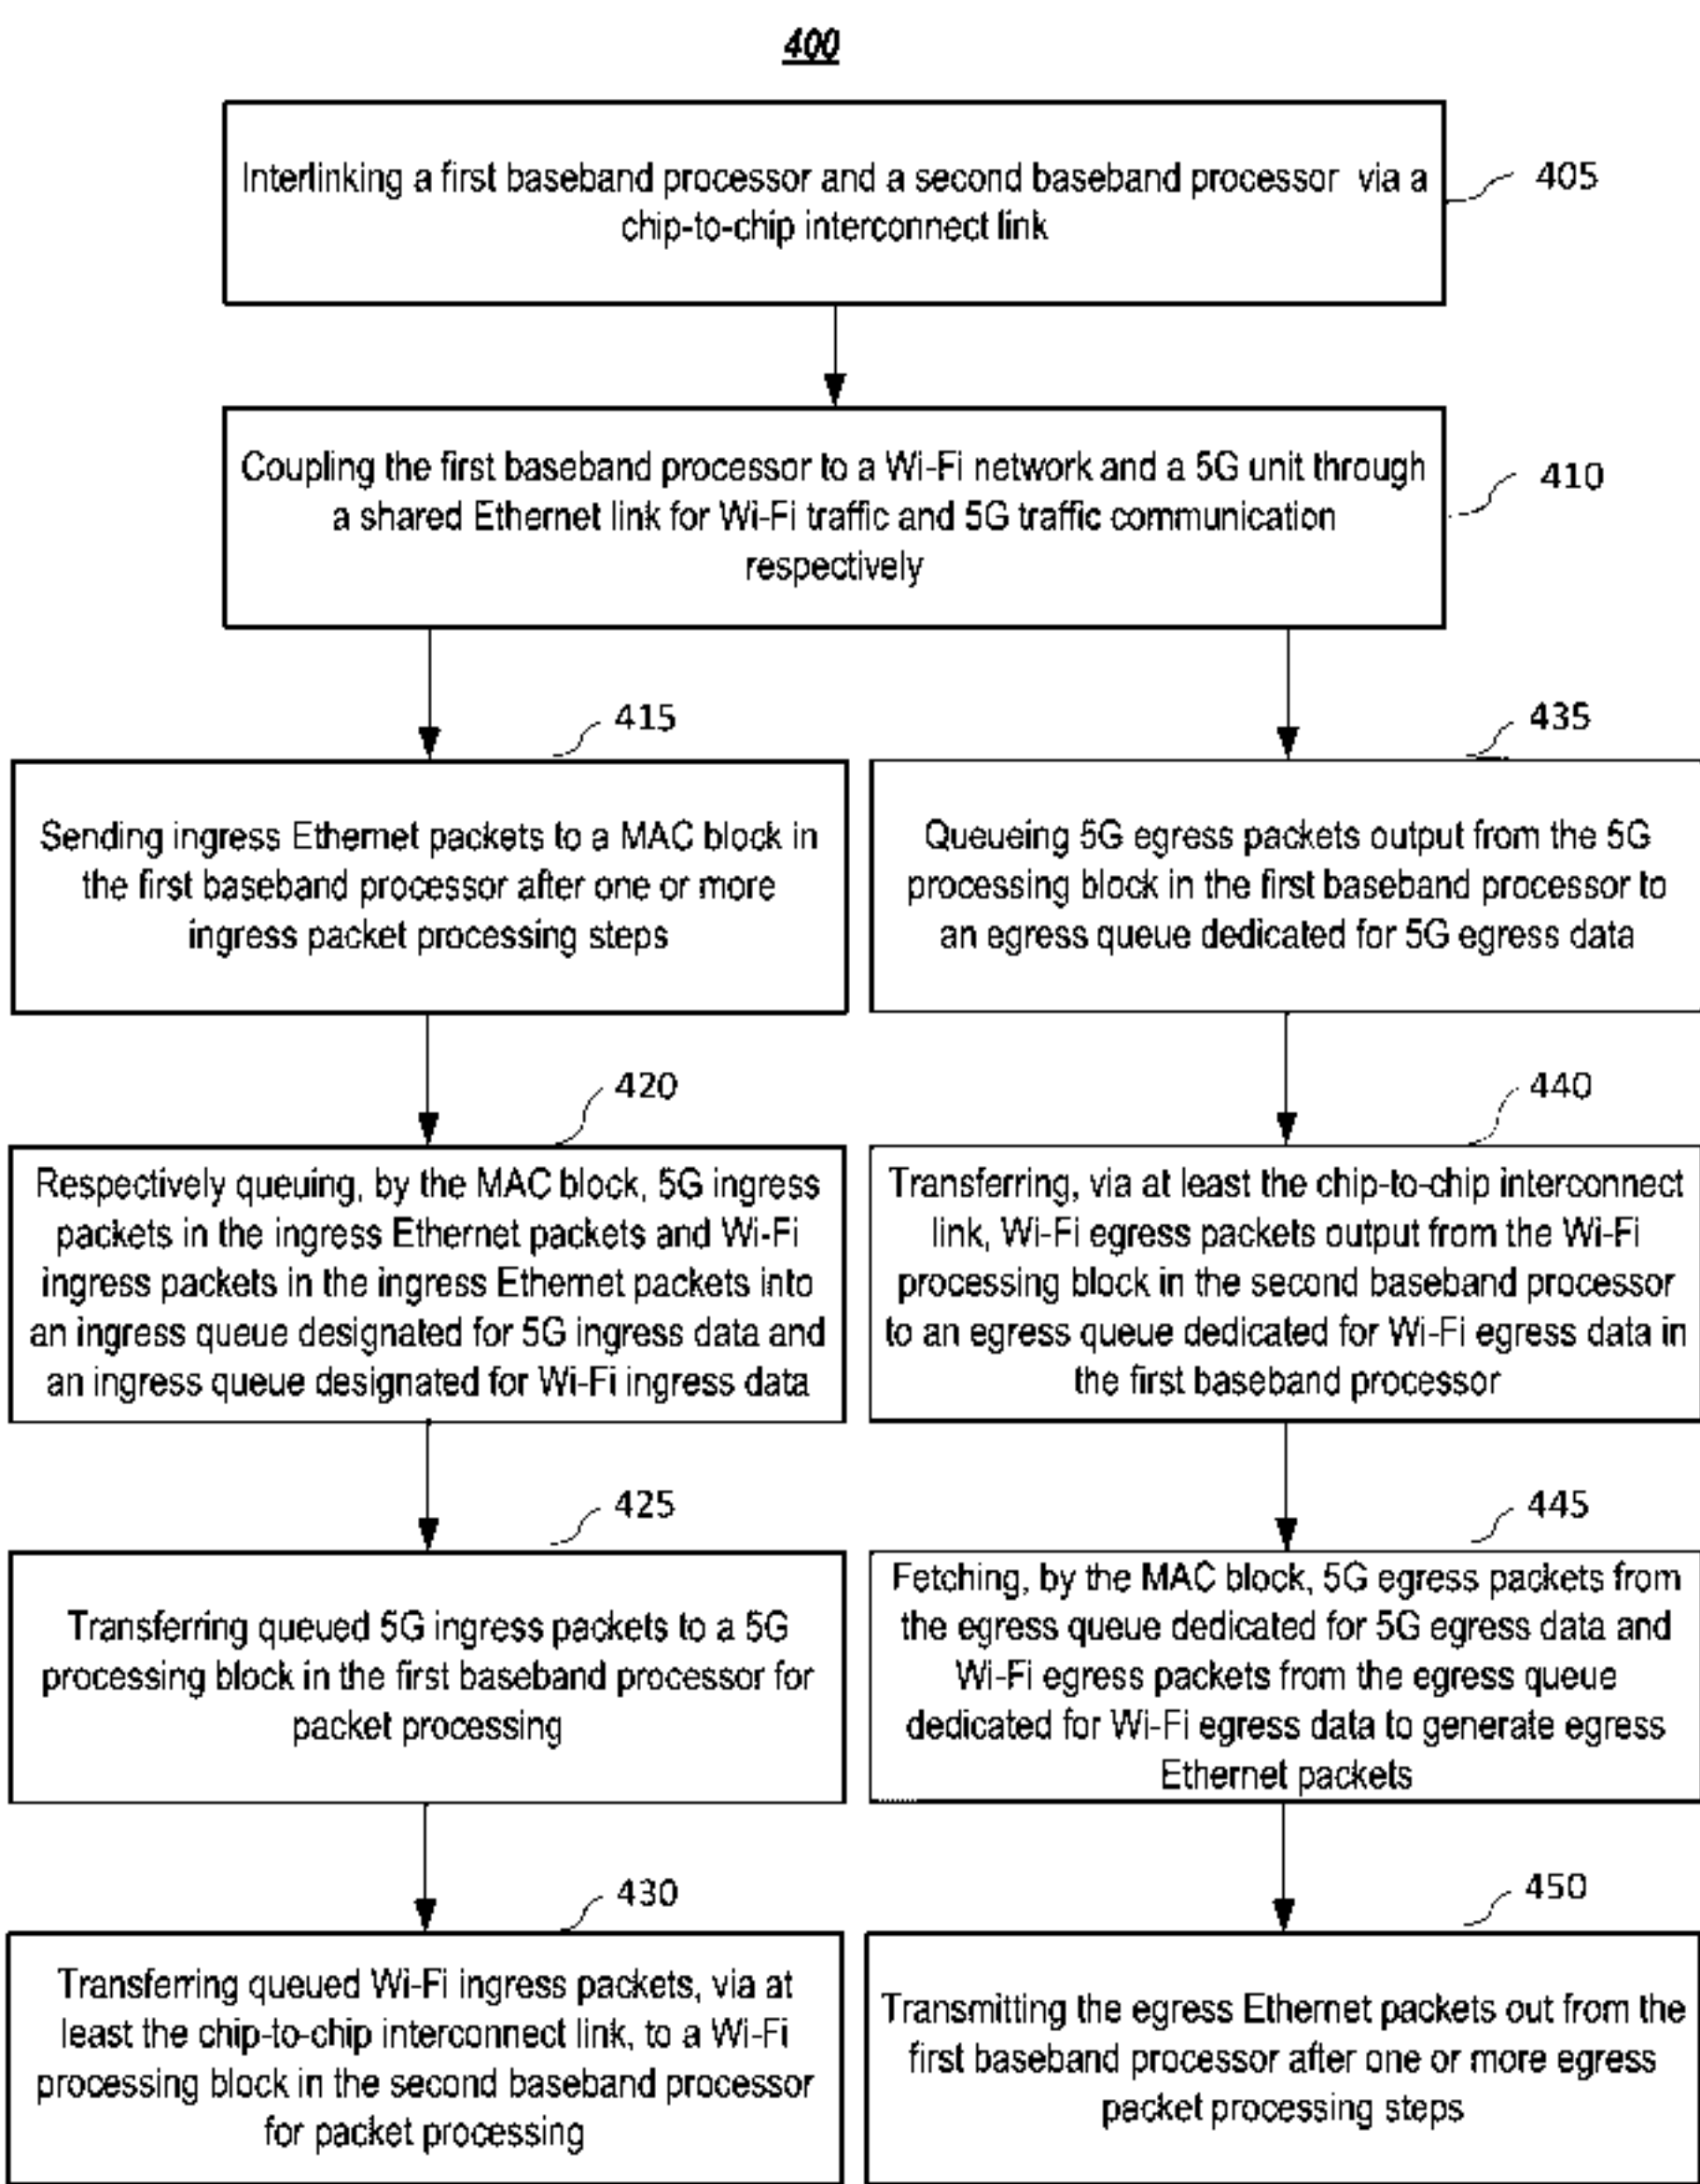 400
Interlinking a first baseband processor and a second baseband processor via a
chip-to-chip interconnect link
405
Coupling the first baseband processor to a Wi-Fi network and a 5G unit through
a shared Ethernet link for Wi-Fi traffic and 5G traffic communication
respectively
410
415
Sending ingress Ethernet packets to a MAC block in
the first baseband processor after one or more
ingress packet processing steps
420
Respectively queuing, by the MAC block, 5G ingress
packets in the ingress Ethernet packets and Wi-Fi
ingress packets in the ingress Ethernet packets into
an ingress queue designated for 5G ingress data and
an ingress queue designated for Wi-Fi ingress data
425
Transferring queued 5G ingress packets to a 5G
processing block in the first baseband processor for
packet processing
430
Transferring queued Wi-Fi ingress packets, via at
least the chip-to-chip interconnect link, to a Wi-Fi
processing block in the second baseband processor
for packet processing
435
Queueing 5G egress packets output from the 5G
processing block in the first baseband processor to
an egress queue dedicated for 5G egress data
440
Transferring, via at least the chip-to-chip interconnect
link, Wi-Fi egress packets output from the Wi-Fi
processing block in the second baseband processor
to an egress queue dedicated for Wi-Fi egress data in
the first baseband processor
445
Fetching, by the MAC block, 5G egress packets from
the egress queue dedicated for 5G egress data and
Wi-Fi egress packets from the egress queue
dedicated for Wi-Fi egress data to generate egress
Ethernet packets
450
Transmitting the egress Ethernet packets out from the
first baseband processor after one or more egress
packet processing steps